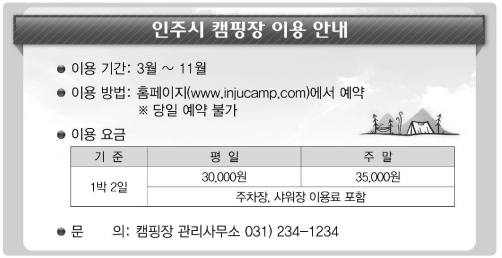 인주시 캠핑장 이용 안내
이용 기간: 3월 ～ 11월
이용 방법: 홈페이지(www.injucamp.com)에서 예약
※ 당일 예약 불가
이용 요금
기 준 평 일 주 말
1박 2일 30,000원 35,000원
주차장, 샤워장 이용료 포함
문 의: 캠핑장 관리사무소 031) 234-1234